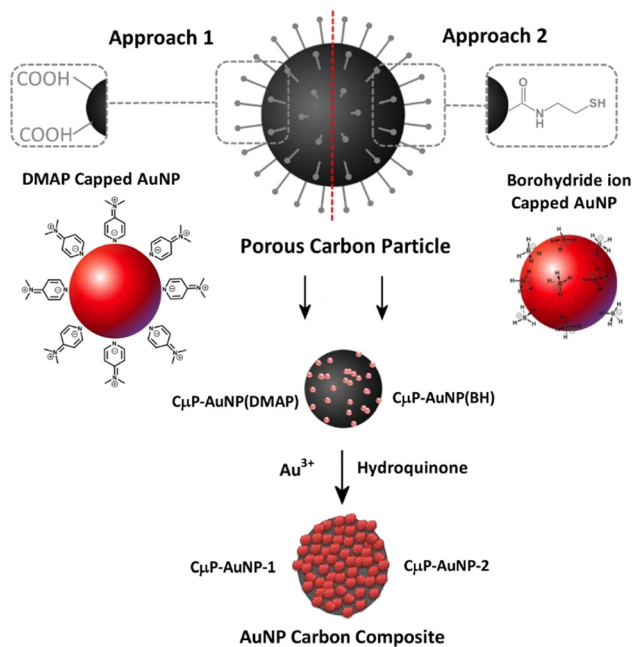 Approach 1
Approach 2
COOH
COOH
O
N
H
SH
DMAP Capped AuNP
Borohydride ion
Capped AuNP
Porous Carbon Particle
CμP-AuNP(DMAP)
CμP-AuNP(BH)
Au³⁺
Hydroquinone
CμP-AuNP-1
CμP-AuNP-2
AuNP Carbon Composite